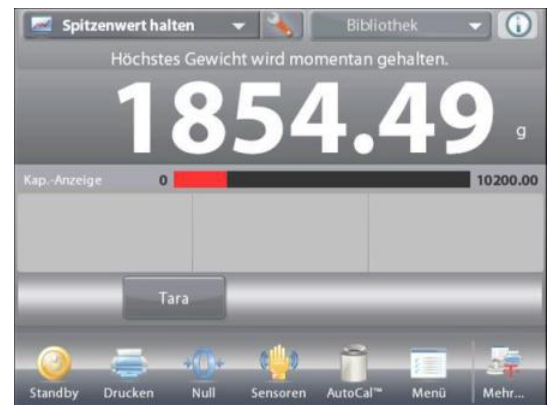 Spitzenwert halten Bibliothek
Höchstes Gewicht wird momentan gehalten.
1854.49 g
Kap.-Anzeige 0 10200.00
Tara
Standby Drucken Null Sensoren AutoCal™ Menü Mehr...